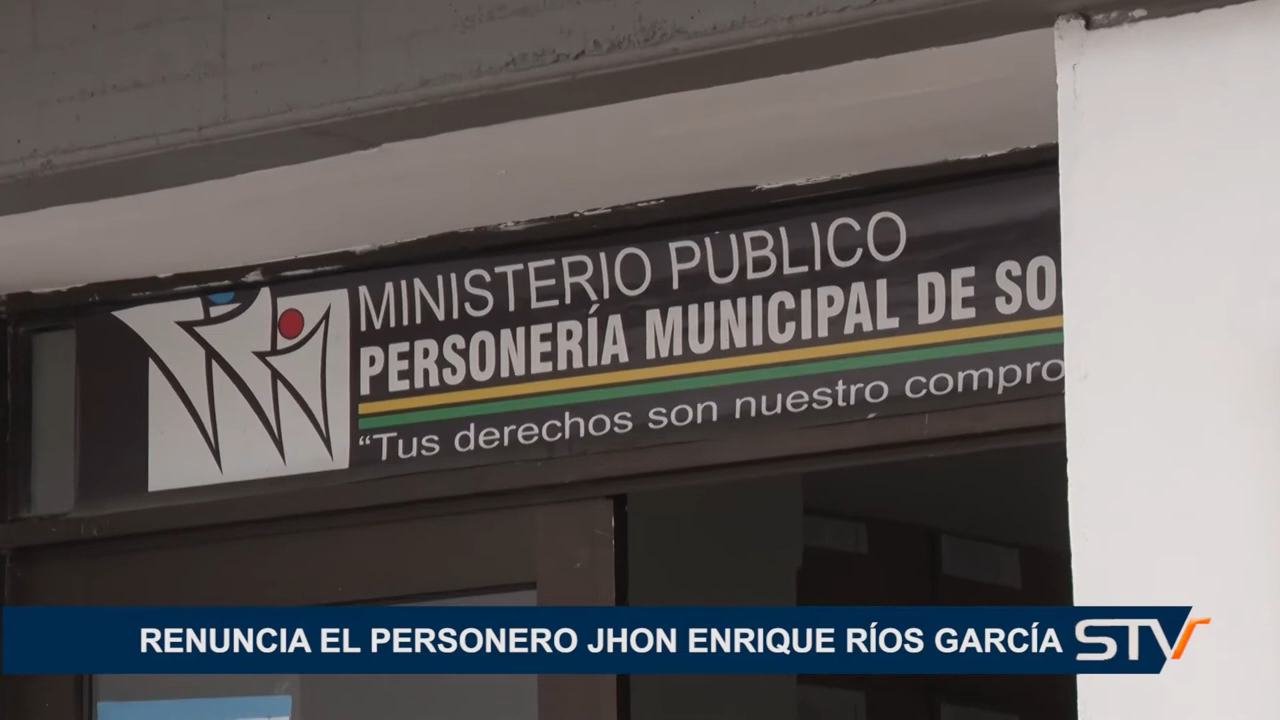 MINISTERIO PÚBLICO
PERSONERÍA MUNICIPAL DE SO
“Tus derechos son nuestro compro
RENUNCIA EL PERSONERO JHON ENRIQUE RÍOS GARCÍA
STV